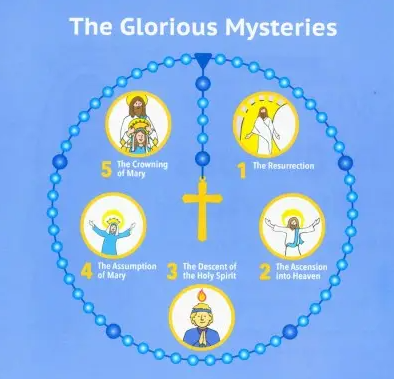 The Glorious Mysteries
5 The Crowning
of Mary
1 The Resurrection
4 The Assumption
of Mary
3 The Descent of
the Holy Spirit
2 The Ascension
into Heaven